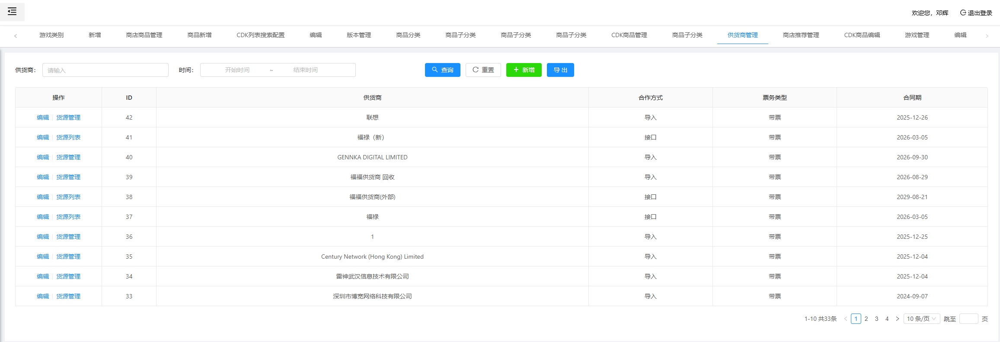 欢迎您，邓辉 退出登录
游戏类别 新增 商店商品管理 商品新增 CDK列表搜索配置 编辑 版本管理 商品分类 商品子分类 商品子分类 商品子分类 CDK商品管理 商品子分类 供货商管理 商店推荐管理 CDK商品编辑 游戏管理 编辑
供货商： 请输入 时间： 开始时间 ~ 结束时间 查询 重置 新增 导 出
操作 ID 供货商 合作方式 票务类型 合同期
编辑 货源管理 42 联想 导入 带票 2025-12-26
编辑 货源列表 41 福禄（新） 接口 带票 2026-03-05
编辑 货源管理 40 GENNKA DIGITAL LIMITED 导入 带票 2026-09-30
编辑 货源管理 39 福福供货商 回收 导入 带票 2026-08-29
编辑 货源列表 38 福福供货商(外部) 接口 带票 2029-08-21
编辑 货源列表 37 福禄 接口 带票 2026-03-05
编辑 货源管理 36 1 导入 带票 2025-12-25
编辑 货源管理 35 Century Network (Hong Kong) Limited 导入 带票 2025-12-04
编辑 货源管理 34 雷神武汉信息技术有限公司 导入 带票 2025-12-04
编辑 货源管理 33 深圳市博宽网络科技有限公司 导入 带票 2024-09-07
1-10 共33条 1 2 3 4 10 条/页 跳至 页